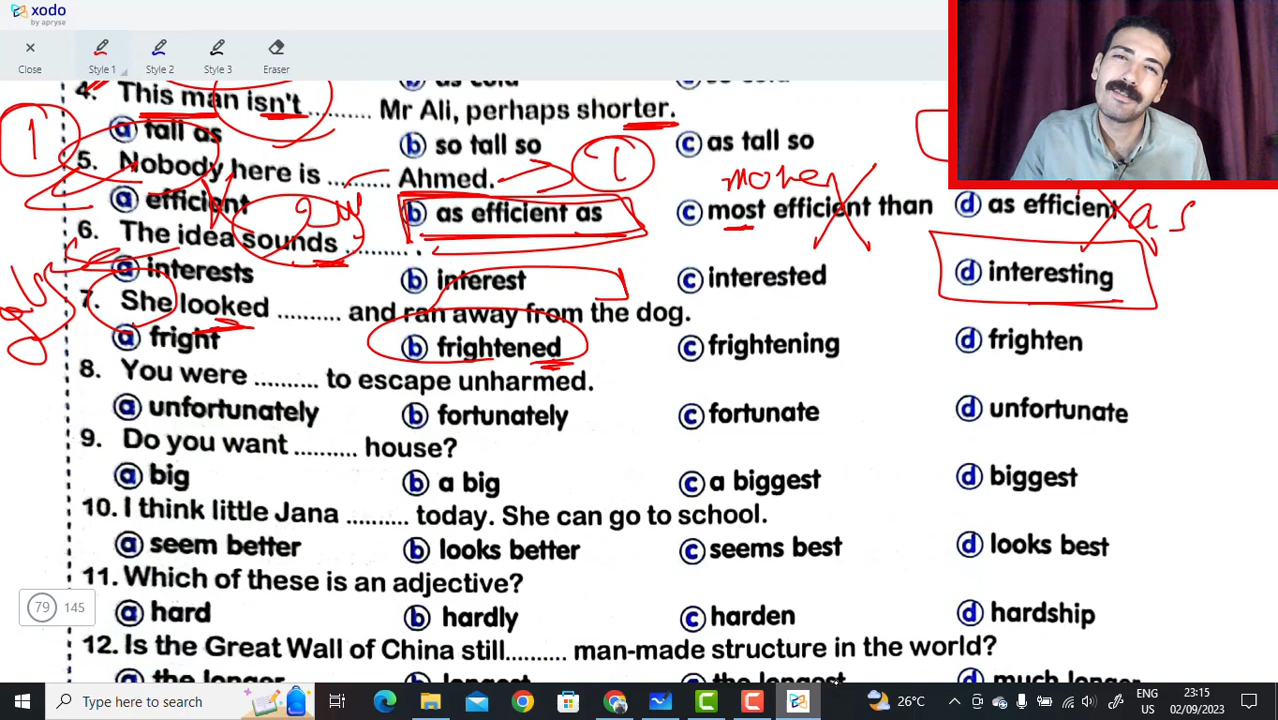 xodo
by apryse
Close
Style 1
Style 2
Style 3
Eraser
4. This man isn't .......... Mr Ali, perhaps shorter.
a tall as b so tall so c as tall so
1
5. Nobody here is .......... Ahmed.
1
more
a efficient b as efficient as c most efficient than d as efficient as
6. The idea sounds .......... .
a interests b interest c interested d interesting
7. She looked .......... and ran away from the dog.
a fright b frightened c frightening d frighten
8. You were .......... to escape unharmed.
a unfortunately b fortunately c fortunate d unfortunate
9. Do you want .......... house?
a big b a big c a biggest d biggest
10. I think little Jana .......... today. She can go to school.
a seem better b looks better c seems best d looks best
11. Which of these is an adjective?
a hard b hardly c harden d hardship
12. Is the Great Wall of China still.......... man-made structure in the world?
79 145
Type here to search
26°C
ENG
US
23:15
02/09/2023